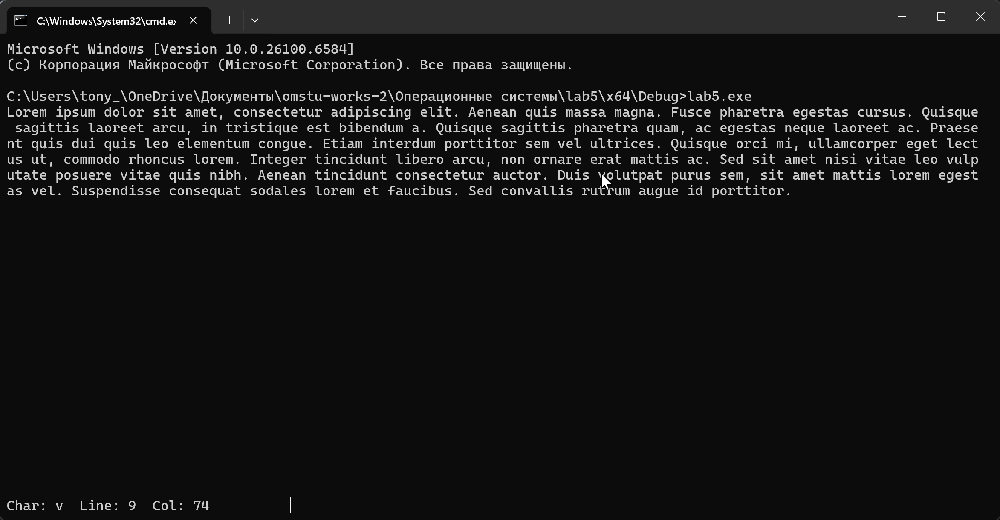 C:\Windows\System32\cmd.ex
Microsoft Windows [Version 10.0.26100.6584]
(c) Корпорация Майкрософт (Microsoft Corporation). Все права защищены.
C:\Users\tony_\OneDrive\Документы\omstu-works-2\Операционные системы\lab5\x64\Debug>lab5.exe
Lorem ipsum dolor sit amet, consectetur adipiscing elit. Aenean quis massa magna. Fusce pharetra egestas cursus. Quisque
sagittis laoreet arcu, in tristique est bibendum a. Quisque sagittis pharetra quam, ac egestas neque laoreet ac. Praese
nt quis dui quis leo elementum congue. Etiam interdum porttitor sem vel ultrices. Quisque orci mi, ullamcorper eget lect
us ut, commodo rhoncus lorem. Integer tincidunt libero arcu, non ornare erat mattis ac. Sed sit amet nisi vitae leo vulp
utate posuere vitae quis nibh. Aenean tincidunt consectetur auctor. Duis volutpat purus sem, sit amet mattis lorem egest
as vel. Suspendisse consequat sodales lorem et faucibus. Sed convallis rutrum augue id porttitor.
Char: v  Line: 9  Col: 74